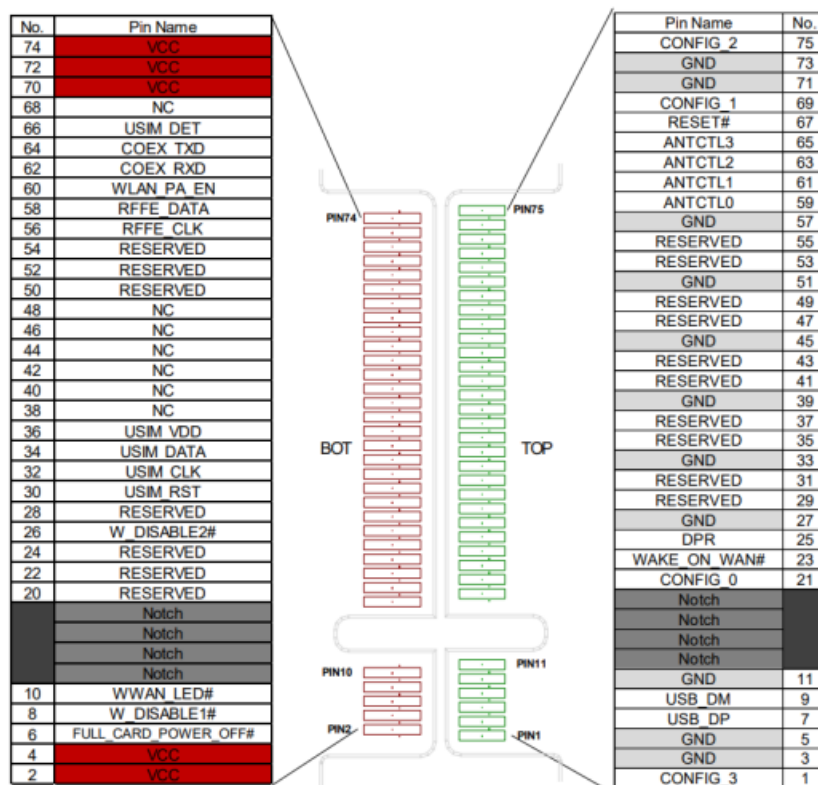 No. Pin Name
74 VCC
72 VCC
70 VCC
68 NC
66 USIM_DET
64 COEX_TXD
62 COEX_RXD
60 WLAN_PA_EN
58 RFFE_DATA
56 RFFE_CLK
54 RESERVED
52 RESERVED
50 RESERVED
48 NC
46 NC
44 NC
42 NC
40 NC
38 NC
36 USIM_VDD
34 USIM_DATA
32 USIM_CLK
30 USIM_RST
28 RESERVED
26 W_DISABLE2#
24 RESERVED
22 RESERVED
20 RESERVED
Notch
Notch
Notch
Notch
10 WWAN_LED#
8 W_DISABLE1#
6 FULL_CARD_POWER_OFF#
4 VCC
2 VCC
PIN74
PIN75
BOT
TOP
PIN10
PIN11
PIN2
PIN1
Pin Name No.
CONFIG_2 75
GND 73
GND 71
CONFIG_1 69
RESET# 67
ANTCTL3 65
ANTCTL2 63
ANTCTL1 61
ANTCTL0 59
GND 57
RESERVED 55
RESERVED 53
GND 51
RESERVED 49
RESERVED 47
GND 45
RESERVED 43
RESERVED 41
GND 39
RESERVED 37
RESERVED 35
GND 33
RESERVED 31
RESERVED 29
GND 27
DPR 25
WAKE_ON_WAN# 23
CONFIG_0 21
Notch
Notch
Notch
Notch
GND 11
USB_DM 9
USB_DP 7
GND 5
GND 3
CONFIG_3 1